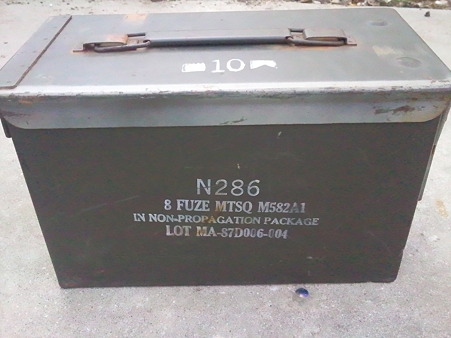 10
N286
8 FUZE MTSQ M582A1
IN NON-PROPAGATION PACKAGE
LOT MA-87D006-004